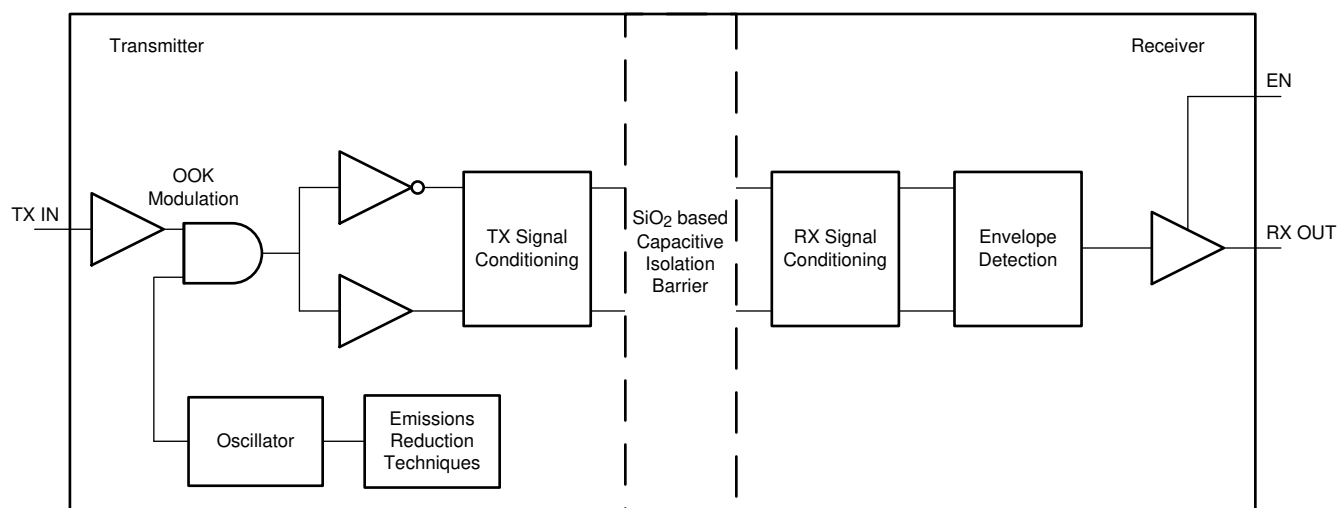 Transmitter
Receiver
EN
OOK
Modulation
TX IN
TX Signal
Conditioning
SiO₂ based
Capacitive
Isolation
Barrier
RX Signal
Conditioning
Envelope
Detection
RX OUT
Oscillator
Emissions
Reduction
Techniques